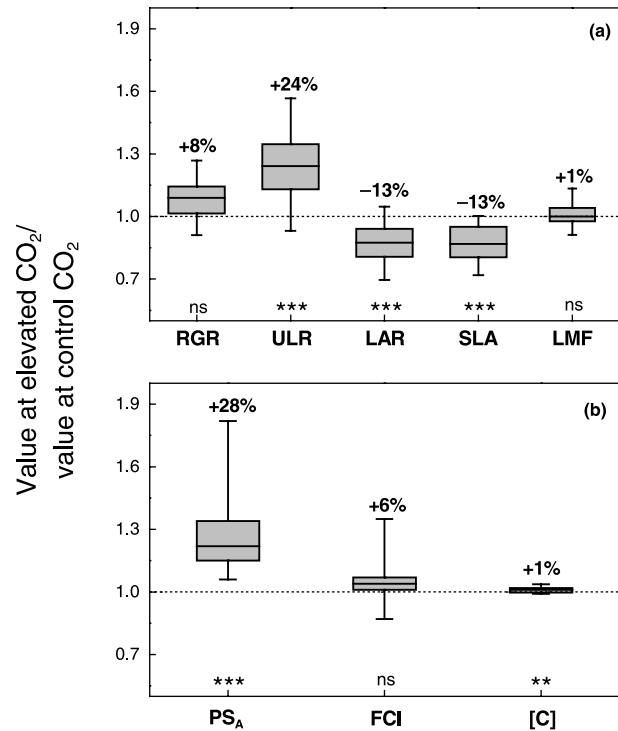 Value at elevated CO₂/
value at control CO₂
(a)
1.9
1.6
1.3
1.0
0.7
+8%
+24%
−13%
−13%
+1%
ns
***
***
***
ns
RGR
ULR
LAR
SLA
LMF
(b)
1.9
1.6
1.3
1.0
0.7
+28%
+6%
+1%
***
ns
**
PS_A
FCI
[C]